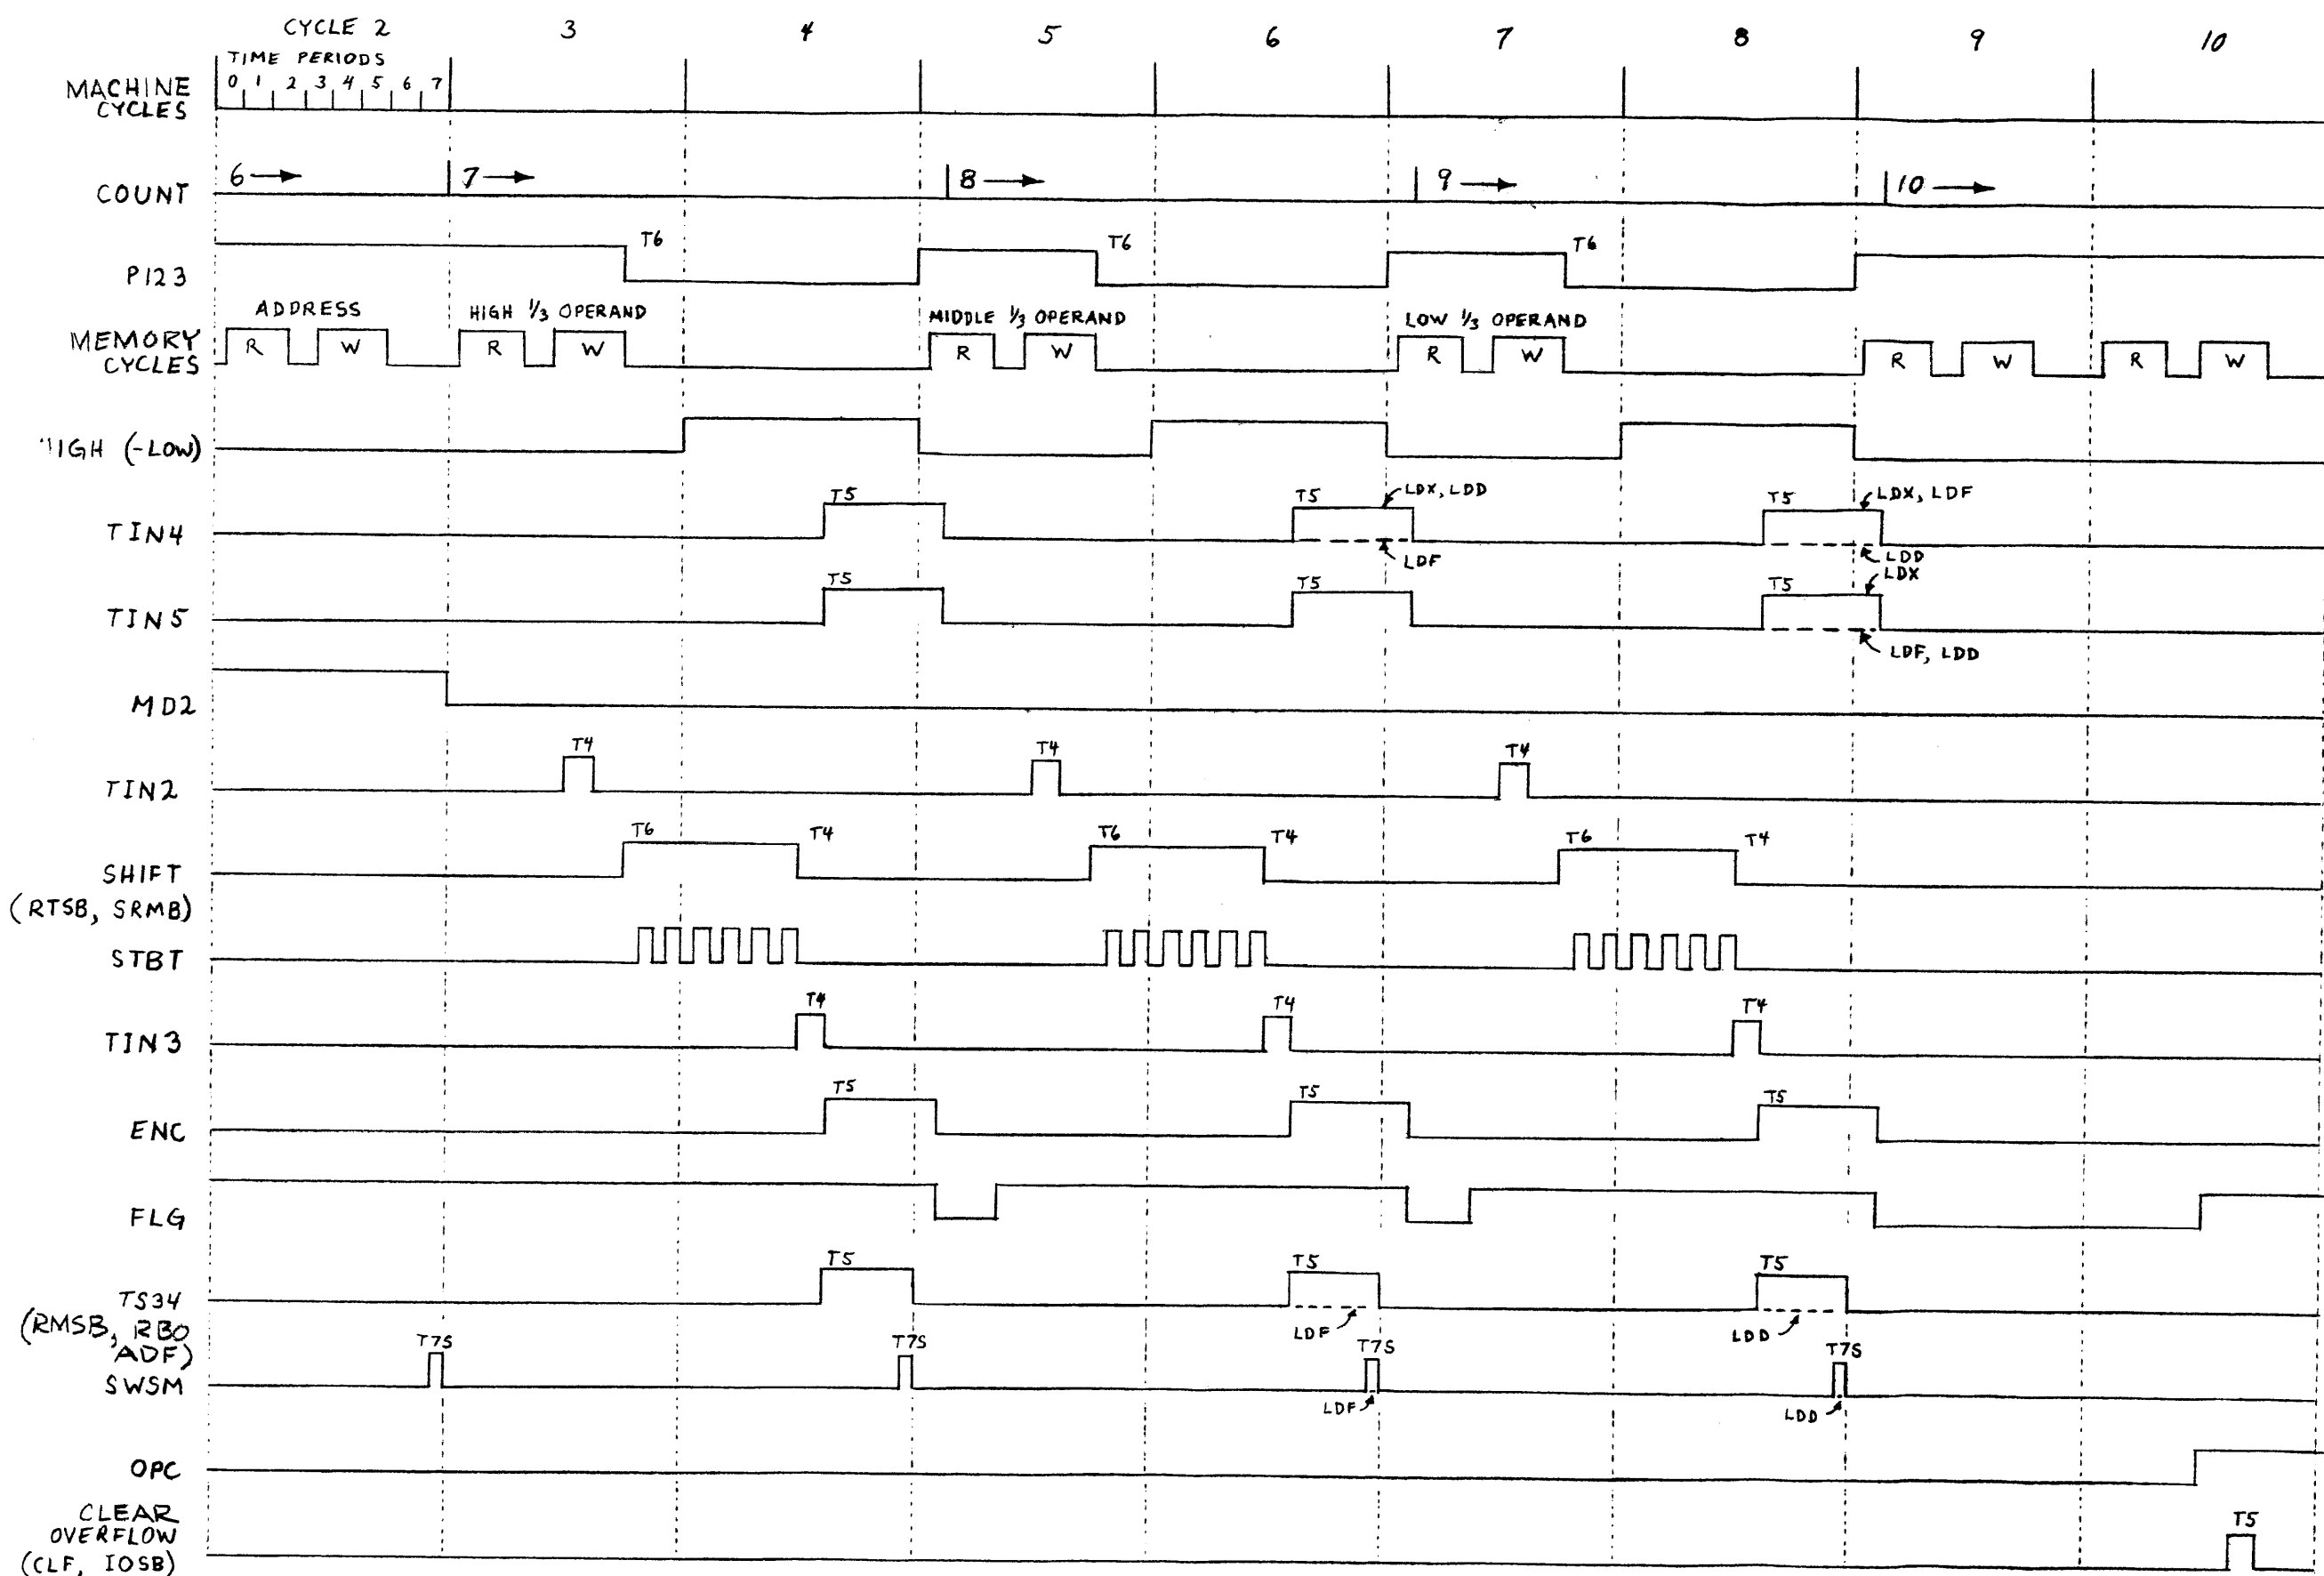 CYCLE 2 3 4 5 6 7 8 9 10
TIME PERIODS
0 1 2 3 4 5 6 7
MACHINE
CYCLES
COUNT 6 7 8 9 10
P123 T6 T6 T6
ADDRESS HIGH 1/3 OPERAND MIDDLE 1/3 OPERAND LOW 1/3 OPERAND
MEMORY
CYCLES
R W R W R W R W R W R W
IGH (-LOW)
TIN4 T5 T5 LDX, LDD T5 LDX, LDF
LDF LDD
TIN5 T5 T5 T5 LDX
LDF, LDD
MD2
TIN2 T4 T4 T4
SHIFT T6 T4 T6 T4 T6 T4
(RTSB, SRMB)
STBT
TIN3 T4 T4 T4
ENC T5 T5 T5
FLG
TS34 T5 T5 T5
(RMSB, RBO
ADF)
LDF LDD
SWSM T7S T7S T7S T7S
LDF LDD
OPC
CLEAR
OVERFLOW
(CLF, IOSB) T5